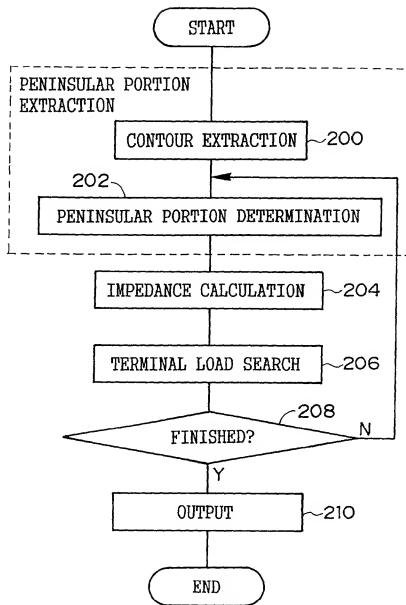 START
PENINSULAR PORTION
EXTRACTION
CONTOUR EXTRACTION 200
202
PENINSULAR PORTION DETERMINATION
IMPEDANCE CALCULATION 204
TERMINAL LOAD SEARCH 206
208
FINISHED? N
Y
OUTPUT 210
END